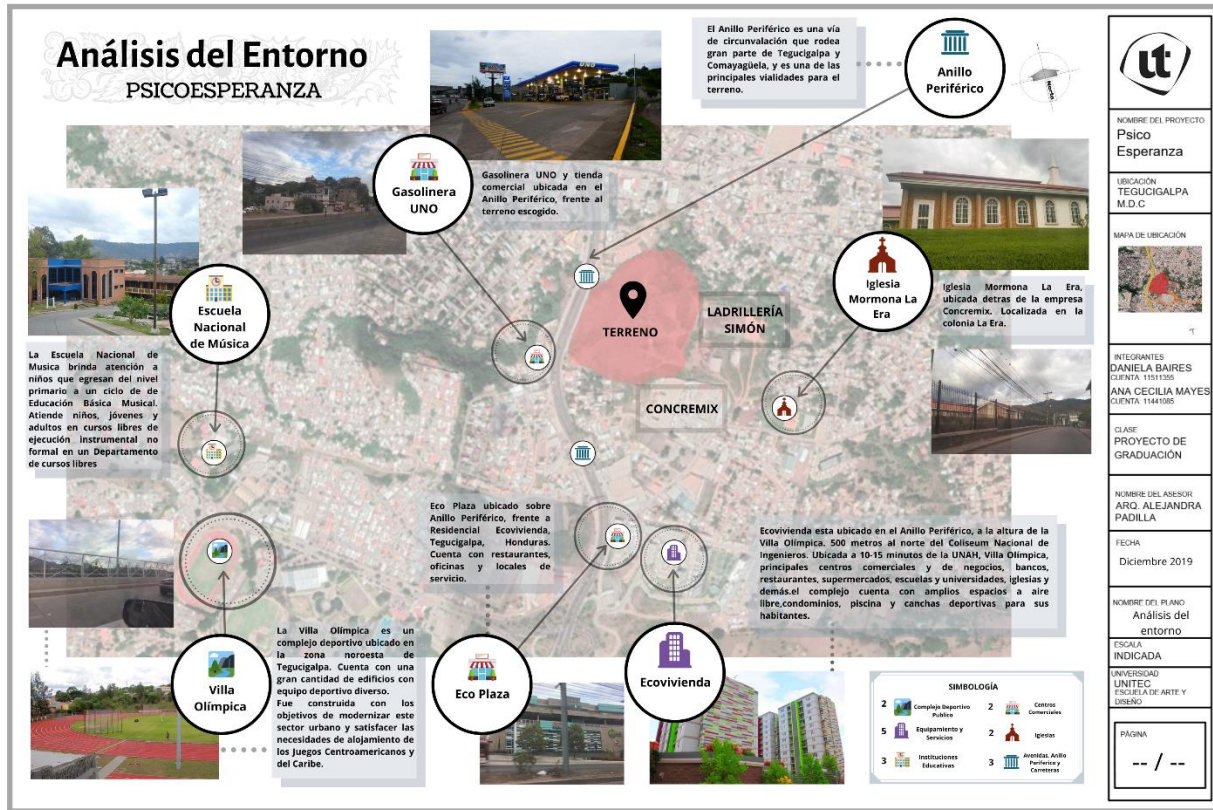 Análisis del Entorno
PSICOESPERANZA
El Anillo Periférico es una vía
de circunvalación que rodea
gran parte de Tegucigalpa y
Comayagüela, y es una de las
principales vialidades para el
terreno.
Anillo
Periférico
Gasolinera
UNO
Gasolinera UNO y tienda
comercial ubicada en el
Anillo Periférico, frente al
terreno escogido.
Escuela
Nacional
de Música
La Escuela Nacional de
Musica brinda atención a
niños que egresan del nivel
primario a un ciclo de de
Educación Básica Musical.
Atiende niños, jóvenes y
adultos en cursos libres de
ejecución instrumental no
formal en un Departamento
de cursos libres
TERRENO
LADRILLERÍA
SIMÓN
CONCREMIX
Iglesia
Mormona La
Era
Iglesia Mormona La Era,
ubicada detras de la empresa
Concremix. Localizada en la
colonia La Era.
Eco Plaza ubicado sobre
Anillo Periférico, frente a
Residencial Ecovivienda,
Tegucigalpa, Honduras.
Cuenta con restaurantes,
oficinas y locales de
servicio.
Ecovivienda esta ubicado en el Anillo Periférico, a la altura de la
Villa Olímpica. 500 metros al norte del Coliseum Nacional de
Ingenieros. Ubicada a 10-15 minutos de la UNAH, Villa Olímpica,
principales centros comerciales y de negocios, bancos,
restaurantes, supermercados, escuelas y universidades, iglesias y
demás.el complejo cuenta con amplios espacios a aire
libre,condominios, piscina y canchas deportivas para sus
habitantes.
Villa
Olímpica
La Villa Olímpica es un
complejo deportivo ubicado en
la zona noroesta de
Tegucigalpa. Cuenta con una
gran cantidad de edificios con
equipo deportivo diverso.
Fue construida con los
objetivos de modernizar este
sector urbano y satisfacer las
necesidades de alojamiento de
los Juegos Centroamericanos y
del Caribe.
Eco Plaza
Ecovivienda
SIMBOLOGÍA
2 Complejo Deportivo
Publico
2 Centros
Comerciales
5 Equipamiento y
Servicios
2 Iglesias
3 Instituciones
Educativas
3 Avenidas, Anillo
Periferico y
Carreteras
ut
NOMBRE DEL PROYECTO
Psico
Esperanza
UBICACIÓN
TEGUCIGALPA
M.D.C
MAPA DE UBICACIÓN
INTEGRANTES
DANIELA BAIRES
CUENTA: 11511355
ANA CECILIA MAYES
CUENTA: 11441085
CLASE
PROYECTO DE
GRADUACIÓN
NOMBRE DEL ASESOR
ARQ. ALEJANDRA
PADILLA
FECHA
Diciembre 2019
NOMBRE DEL PLANO
Análisis del
entorno
ESCALA
INDICADA
UNIVERSIDAD
UNITEC
ESCUELA DE ARTE Y
DISEÑO
PÁGINA
-- / --